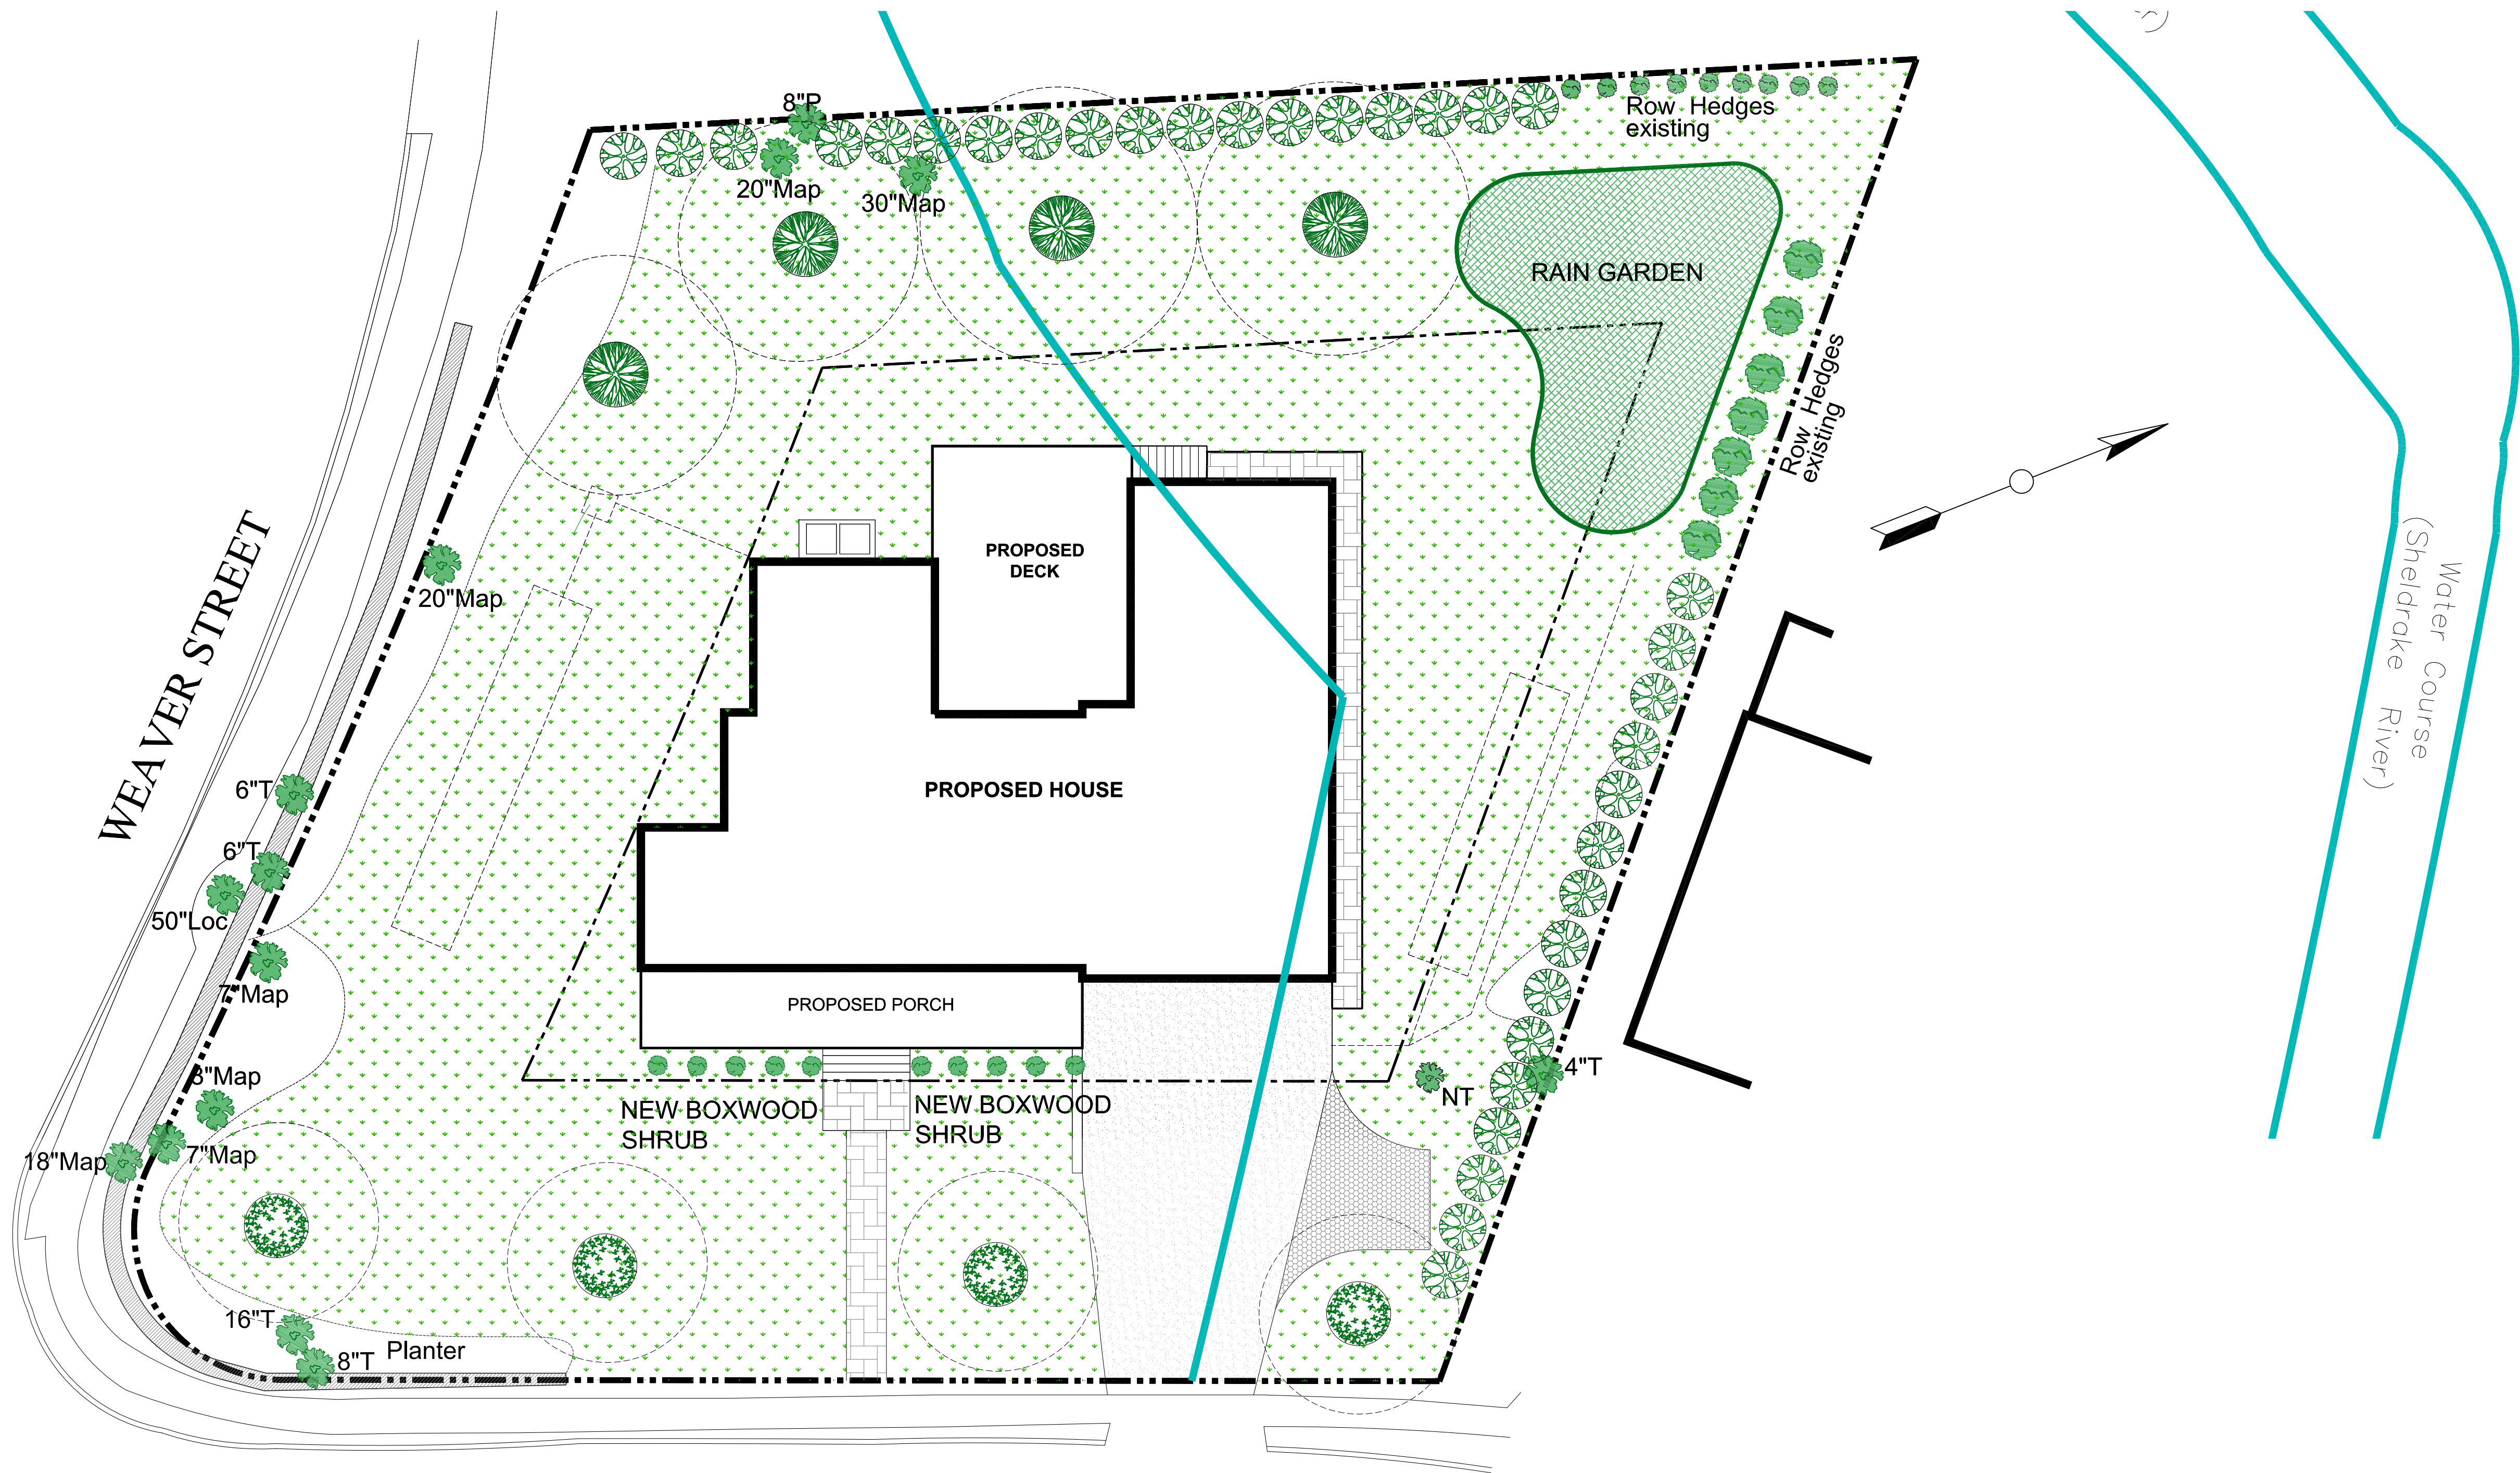 8"P
20"Map
30"Map
Row Hedges
existing
RAIN GARDEN
Row Hedges
existing
WEAVER STREET
20"Map
PROPOSED
DECK
Water Course
(Sheldrake River)
6"T
PROPOSED HOUSE
6"T
50"Loc
7"Map
PROPOSED PORCH
3"Map
NEW BOXWOOD
SHRUB
NEW BOXWOOD
SHRUB
NT
4"T
18"Map
7"Map
16"T
8"T
Planter